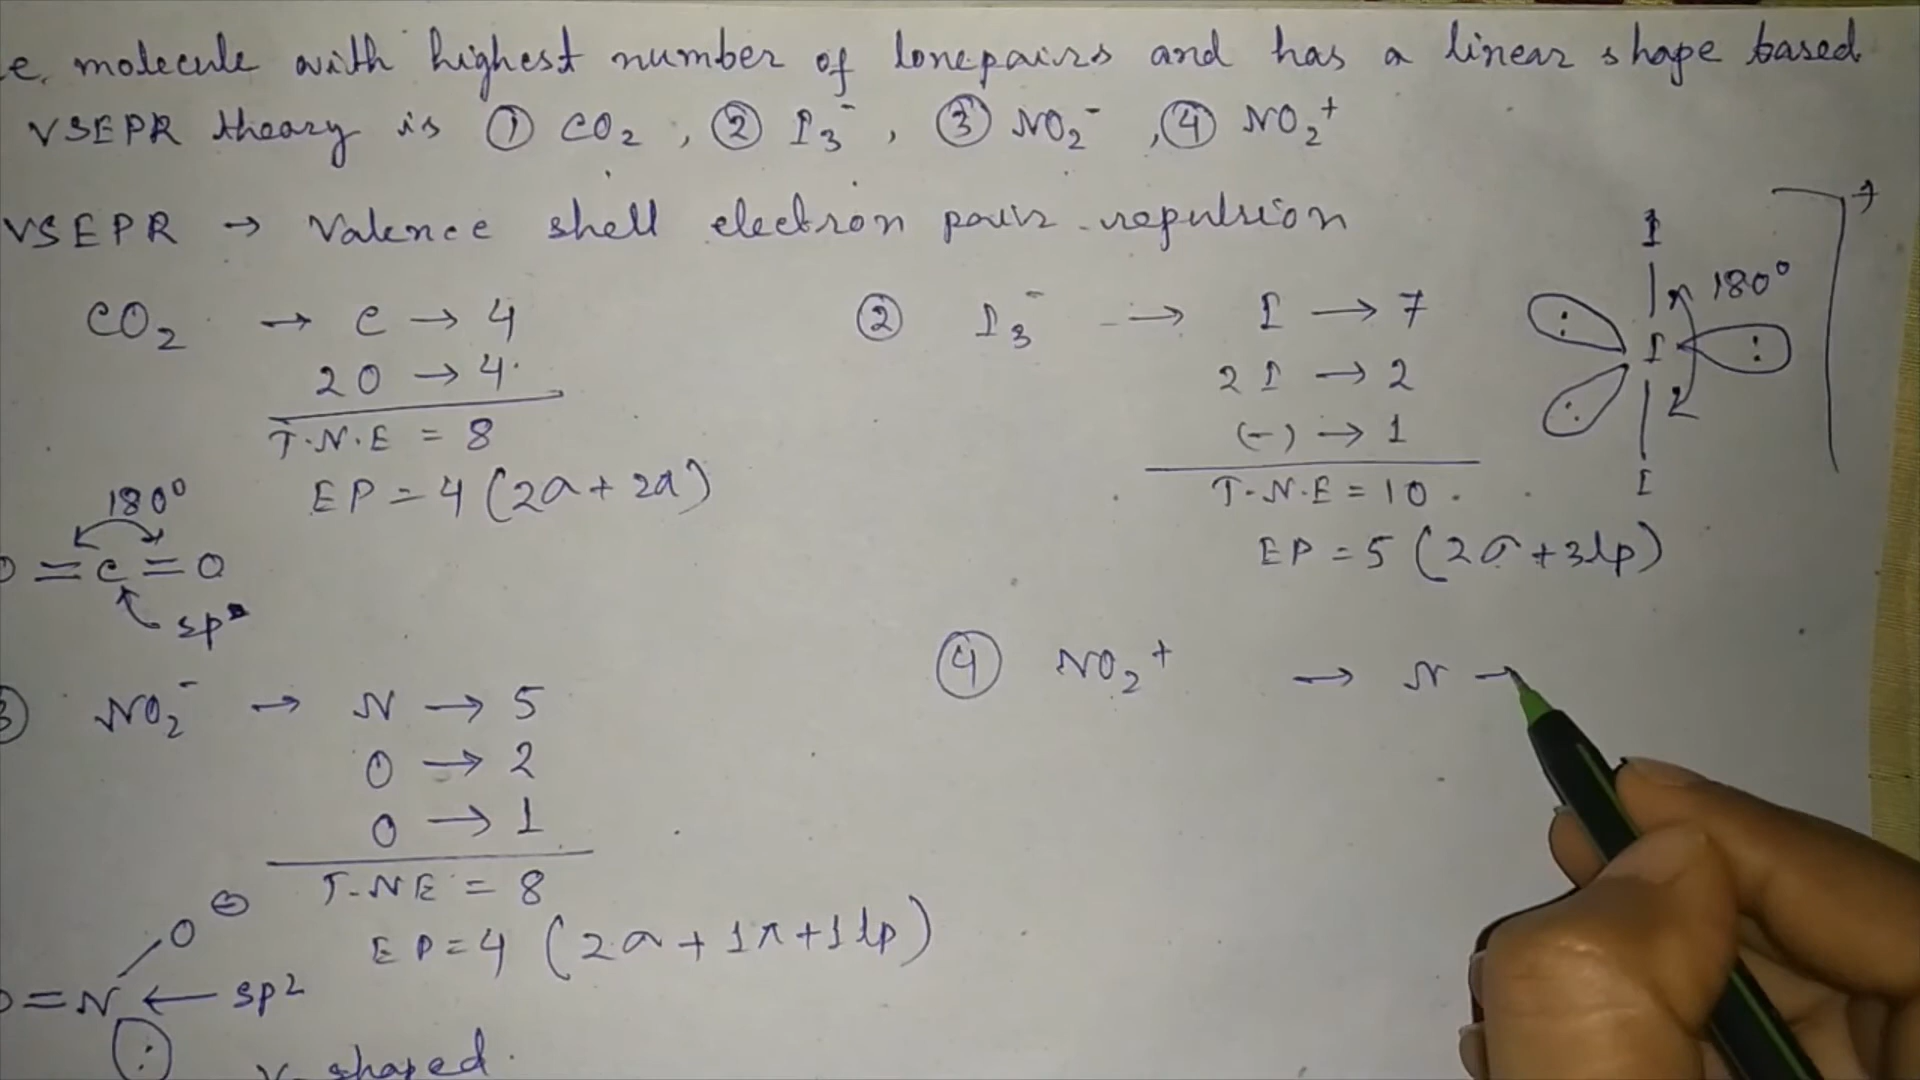 e. molecule with highest number of lonepairs and has a linear shape based
VSEPR theory is ① CO₂ , ② I₃⁻ , ③ NO₂⁻ , ④ NO₂⁺
VSEPR → Valence shell electron pair repulsion
CO₂ → C → 4
2O → 4.
T.N.E = 8
EP = 4 (2σ + 2π)
180°
O = C = O
sp
② I₃⁻ → I → 7
2I → 2
(-) → 1
T.N.E = 10.
EP = 5 (2σ + 3lp)
I
180°
I
I
③ NO₂⁻ → N → 5
O → 2
O → 1
T.NE = 8
EP = 4 (2σ + 1π + 1lp)
O ⊖
O = N ← sp²
V shaped.
④ NO₂⁺ → N →